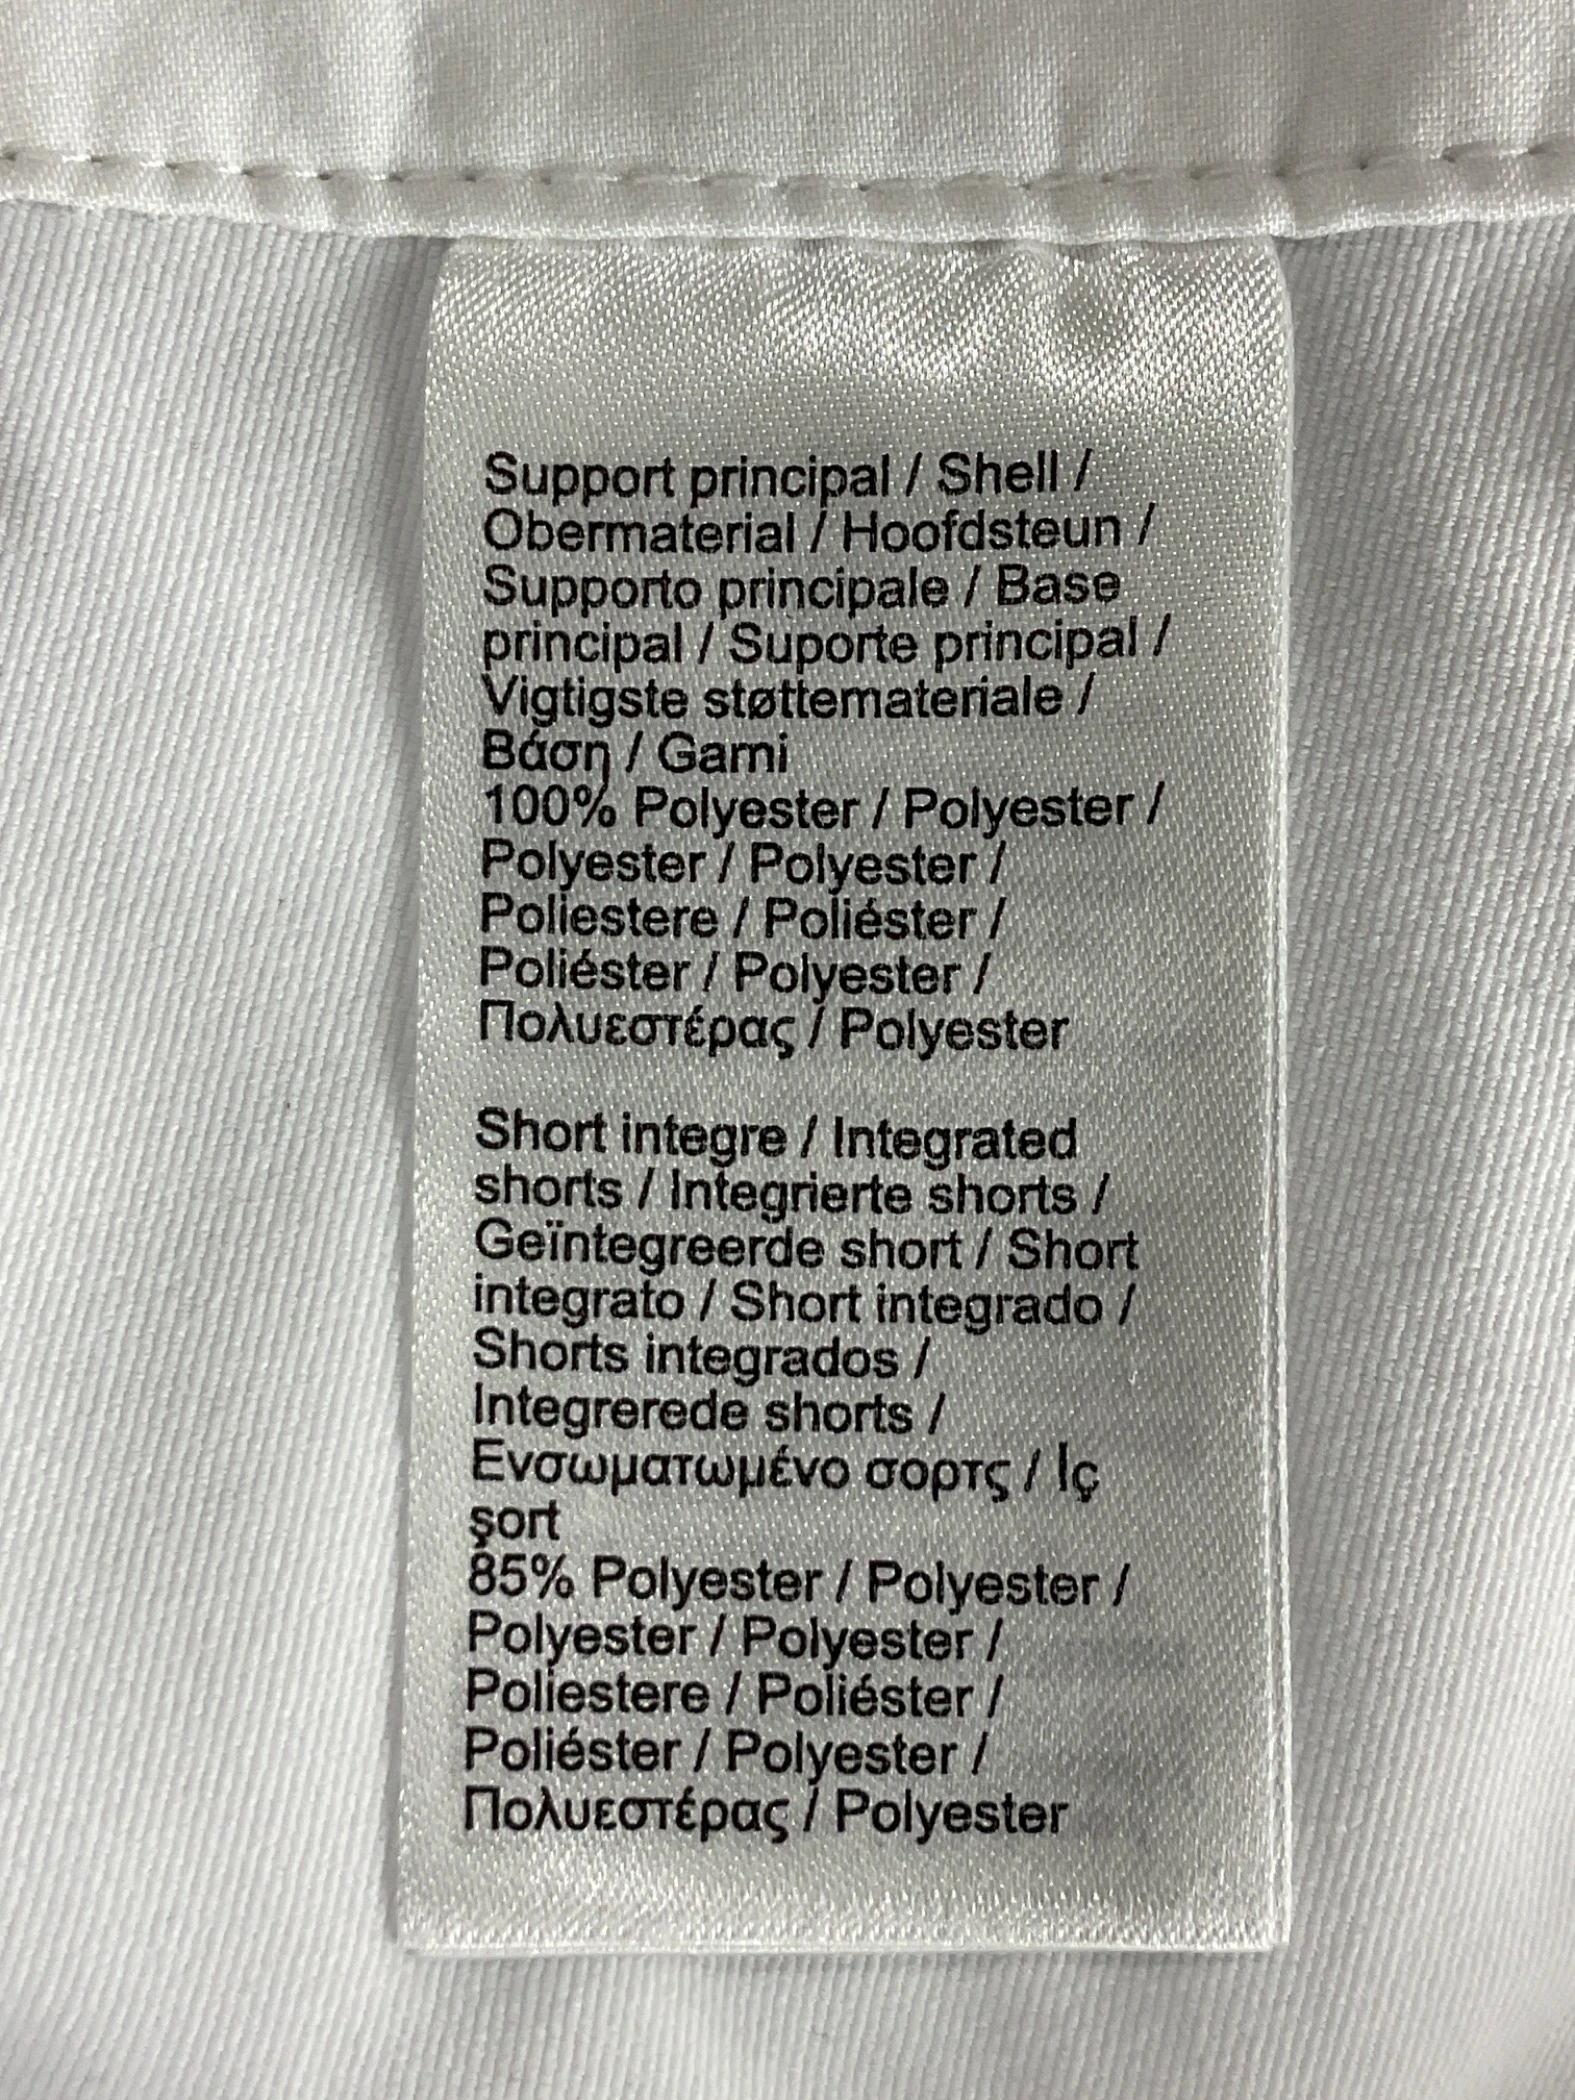 Support principal / Shell /
Obermaterial / Hoofdsteun /
Supporto principale / Base
principal / Suporte principal /
Vigtigste støttemateriale /
Βάση / Garni
100% Polyester / Polyester /
Polyester / Polyester /
Poliestere / Poliéster /
Poliéster / Polyester /
Πολυεστέρας / Polyester
Short integre / Integrated
shorts / Integrierte shorts /
Geïntegreerde short / Short
integrato / Short integrado /
Shorts integrados /
Integrerede shorts /
Ενσωματωμένο σορτς / İç
şort
85% Polyester / Polyester /
Polyester / Polyester /
Poliestere / Poliéster /
Poliéster / Polyester /
Πολυεστέρας / Polyester